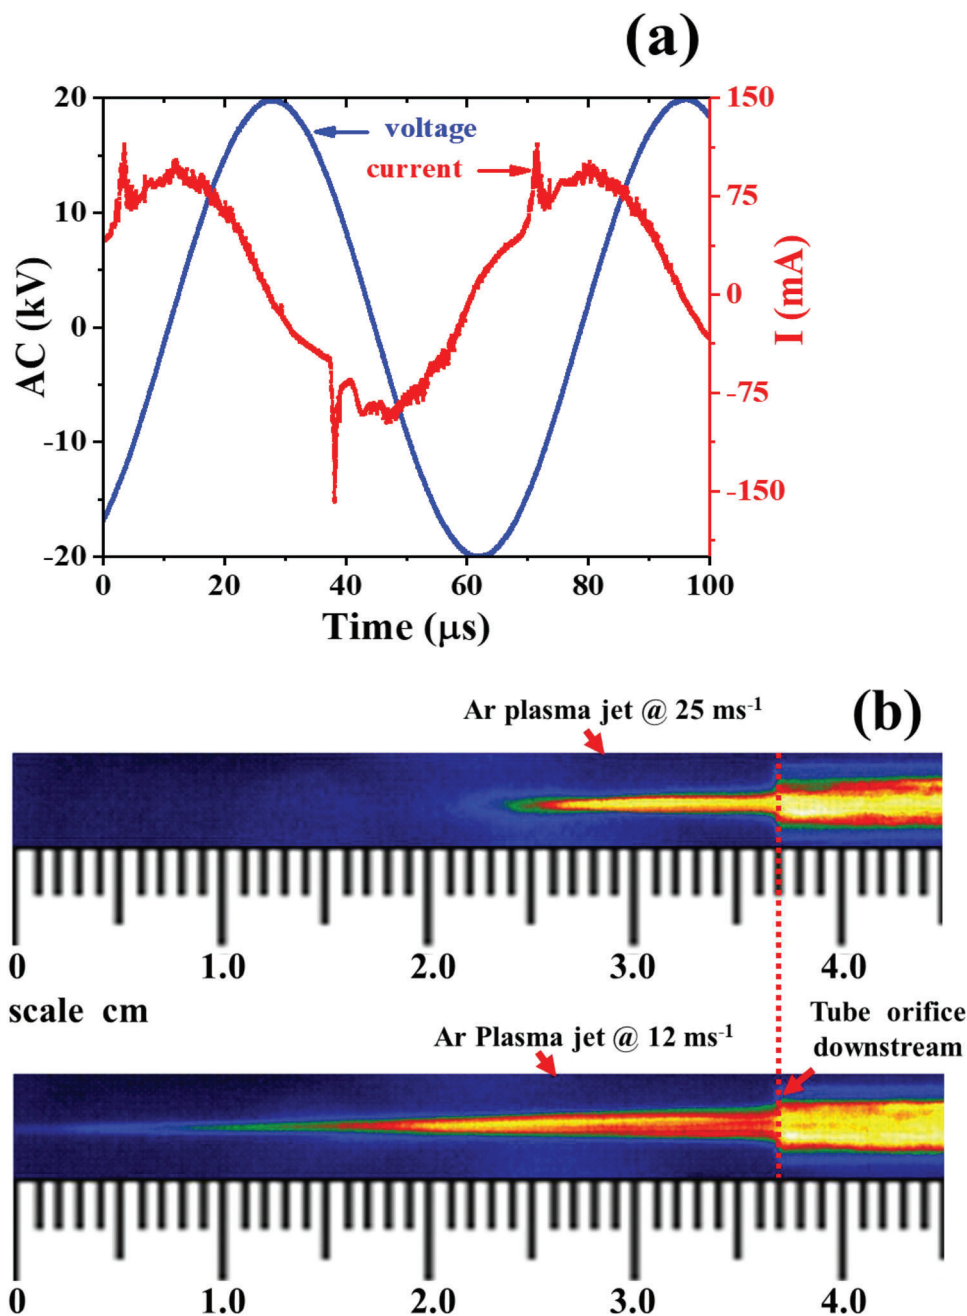 (a)
20
10
0
-10
-20
AC (kV)
voltage
current
150
75
0
-75
-150
I (mA)
0 20 40 60 80 100
Time (μs)
Ar plasma jet @ 25 ms-1
(b)
0 1.0 2.0 3.0 4.0
scale cm
Tube orifice
downstream
Ar Plasma jet @ 12 ms-1
0 1.0 2.0 3.0 4.0